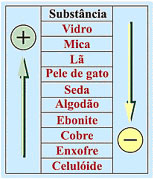 Substância
Vidro
Mica
Lã
Pele de gato
Seda
Algodão
Ebonite
Cobre
Enxofre
Celulóide
+
−